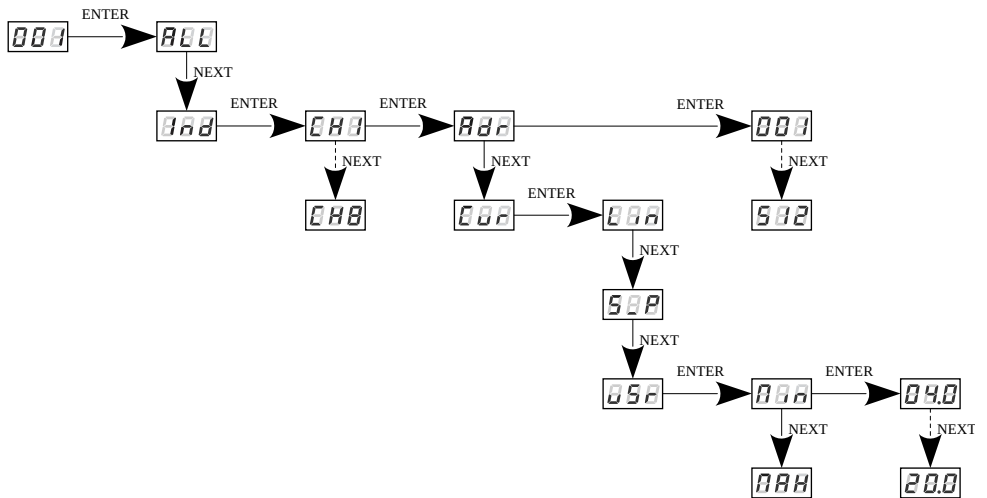 ENTER
001 ALL
NEXT
ENTER ENTER ENTER
Ind CH1 Adr 001
NEXT NEXT NEXT
ENTER
CH8 Cur Lin 512
NEXT
S_P
NEXT
ENTER ENTER
USr Min 04.0
NEXT NEXT
MAH 20.0